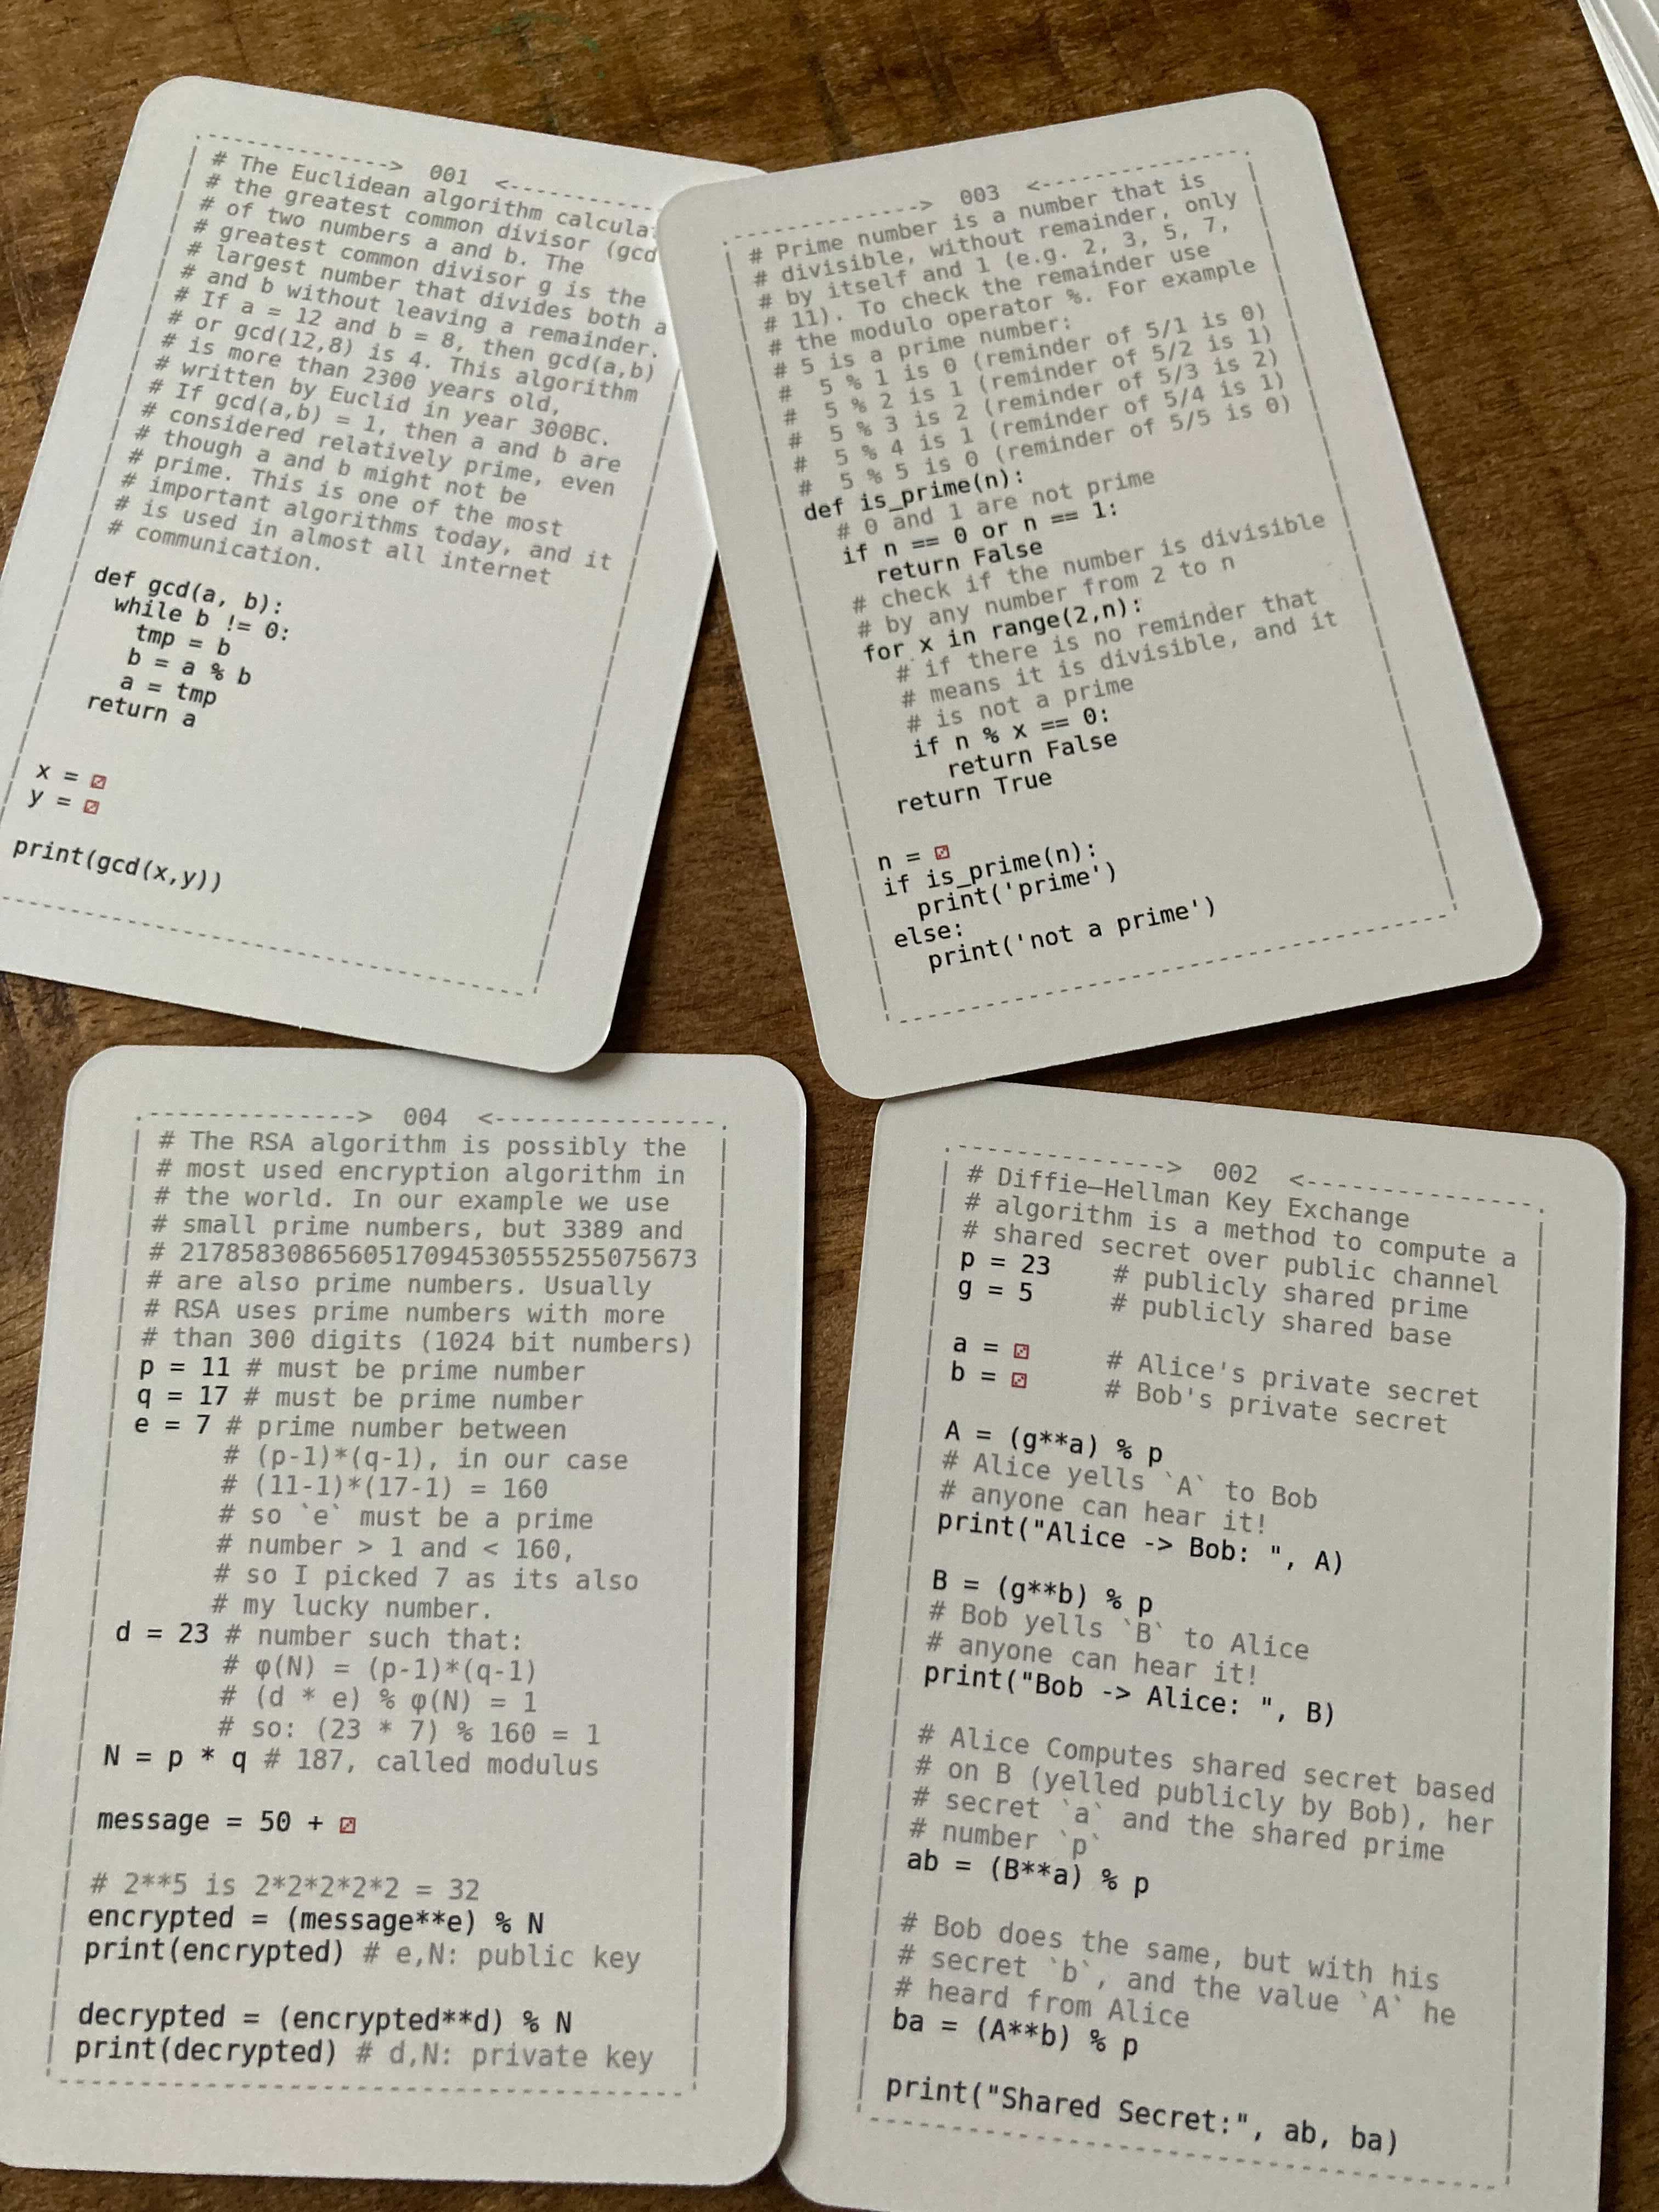 001
# The Euclidean algorithm calculat
# the greatest common divisor (gcd
# of two numbers a and b. The
# greatest common divisor g is the
# largest number that divides both a
# and b without leaving a remainder.
# If a = 12 and b = 8, then gcd(a,b)
# or gcd(12,8) is 4. This algorithm
# is more than 2300 years old,
# written by Euclid in year 300BC.
# If gcd(a,b) = 1, then a and b are
# considered relatively prime, even
# though a and b might not be
# prime. This is one of the most
# important algorithms today, and it
# is used in almost all internet
# communication.
def gcd(a, b):
while b != 0:
tmp = b
b = a % b
a = tmp
return a
x = ⚂
y = ⚂
print(gcd(x,y))
003
# Prime number is a number that is
# divisible, without remainder, only
# by itself and 1 (e.g. 2, 3, 5, 7,
# 11). To check the remainder use
# the modulo operator %. For example
# 5 is a prime number:
# 5 % 1 is 0 (reminder of 5/1 is 0)
# 5 % 2 is 1 (reminder of 5/2 is 1)
# 5 % 3 is 2 (reminder of 5/3 is 2)
# 5 % 4 is 1 (reminder of 5/4 is 1)
# 5 % 5 is 0 (reminder of 5/5 is 0)
def is_prime(n):
# 0 and 1 are not prime
if n == 0 or n == 1:
return False
# check if the number is divisible
# by any number from 2 to n
for x in range(2,n):
# if there is no reminder that
# means it is divisible, and it
# is not a prime
if n % x == 0:
return False
return True
n = ⚂
if is_prime(n):
print('prime')
else:
print('not a prime')
004
# The RSA algorithm is possibly the
# most used encryption algorithm in
# the world. In our example we use
# small prime numbers, but 3389 and
# 2178583086560517094530555255075673
# are also prime numbers. Usually
# RSA uses prime numbers with more
# than 300 digits (1024 bit numbers)
p = 11 # must be prime number
q = 17 # must be prime number
e = 7 # prime number between
# (p-1)*(q-1), in our case
# (11-1)*(17-1) = 160
# so `e` must be a prime
# number > 1 and < 160,
# so I picked 7 as its also
# my lucky number.
d = 23 # number such that:
# φ(N) = (p-1)*(q-1)
# (d * e) % φ(N) = 1
# so: (23 * 7) % 160 = 1
N = p * q # 187, called modulus
message = 50 + ⚂
# 2**5 is 2*2*2*2*2 = 32
encrypted = (message**e) % N
print(encrypted) # e,N: public key
decrypted = (encrypted**d) % N
print(decrypted) # d,N: private key
002
# Diffie–Hellman Key Exchange
# algorithm is a method to compute a
# shared secret over public channel
p = 23 # publicly shared prime
g = 5 # publicly shared base
a = ⚂ # Alice's private secret
b = ⚂ # Bob's private secret
A = (g**a) % p
# Alice yells `A` to Bob
# anyone can hear it!
print("Alice -> Bob: ", A)
B = (g**b) % p
# Bob yells `B` to Alice
# anyone can hear it!
print("Bob -> Alice: ", B)
# Alice Computes shared secret based
# on B (yelled publicly by Bob), her
# secret `a` and the shared prime
# number `p`
ab = (B**a) % p
# Bob does the same, but with his
# secret `b`, and the value `A` he
# heard from Alice
ba = (A**b) % p
print("Shared Secret:", ab, ba)